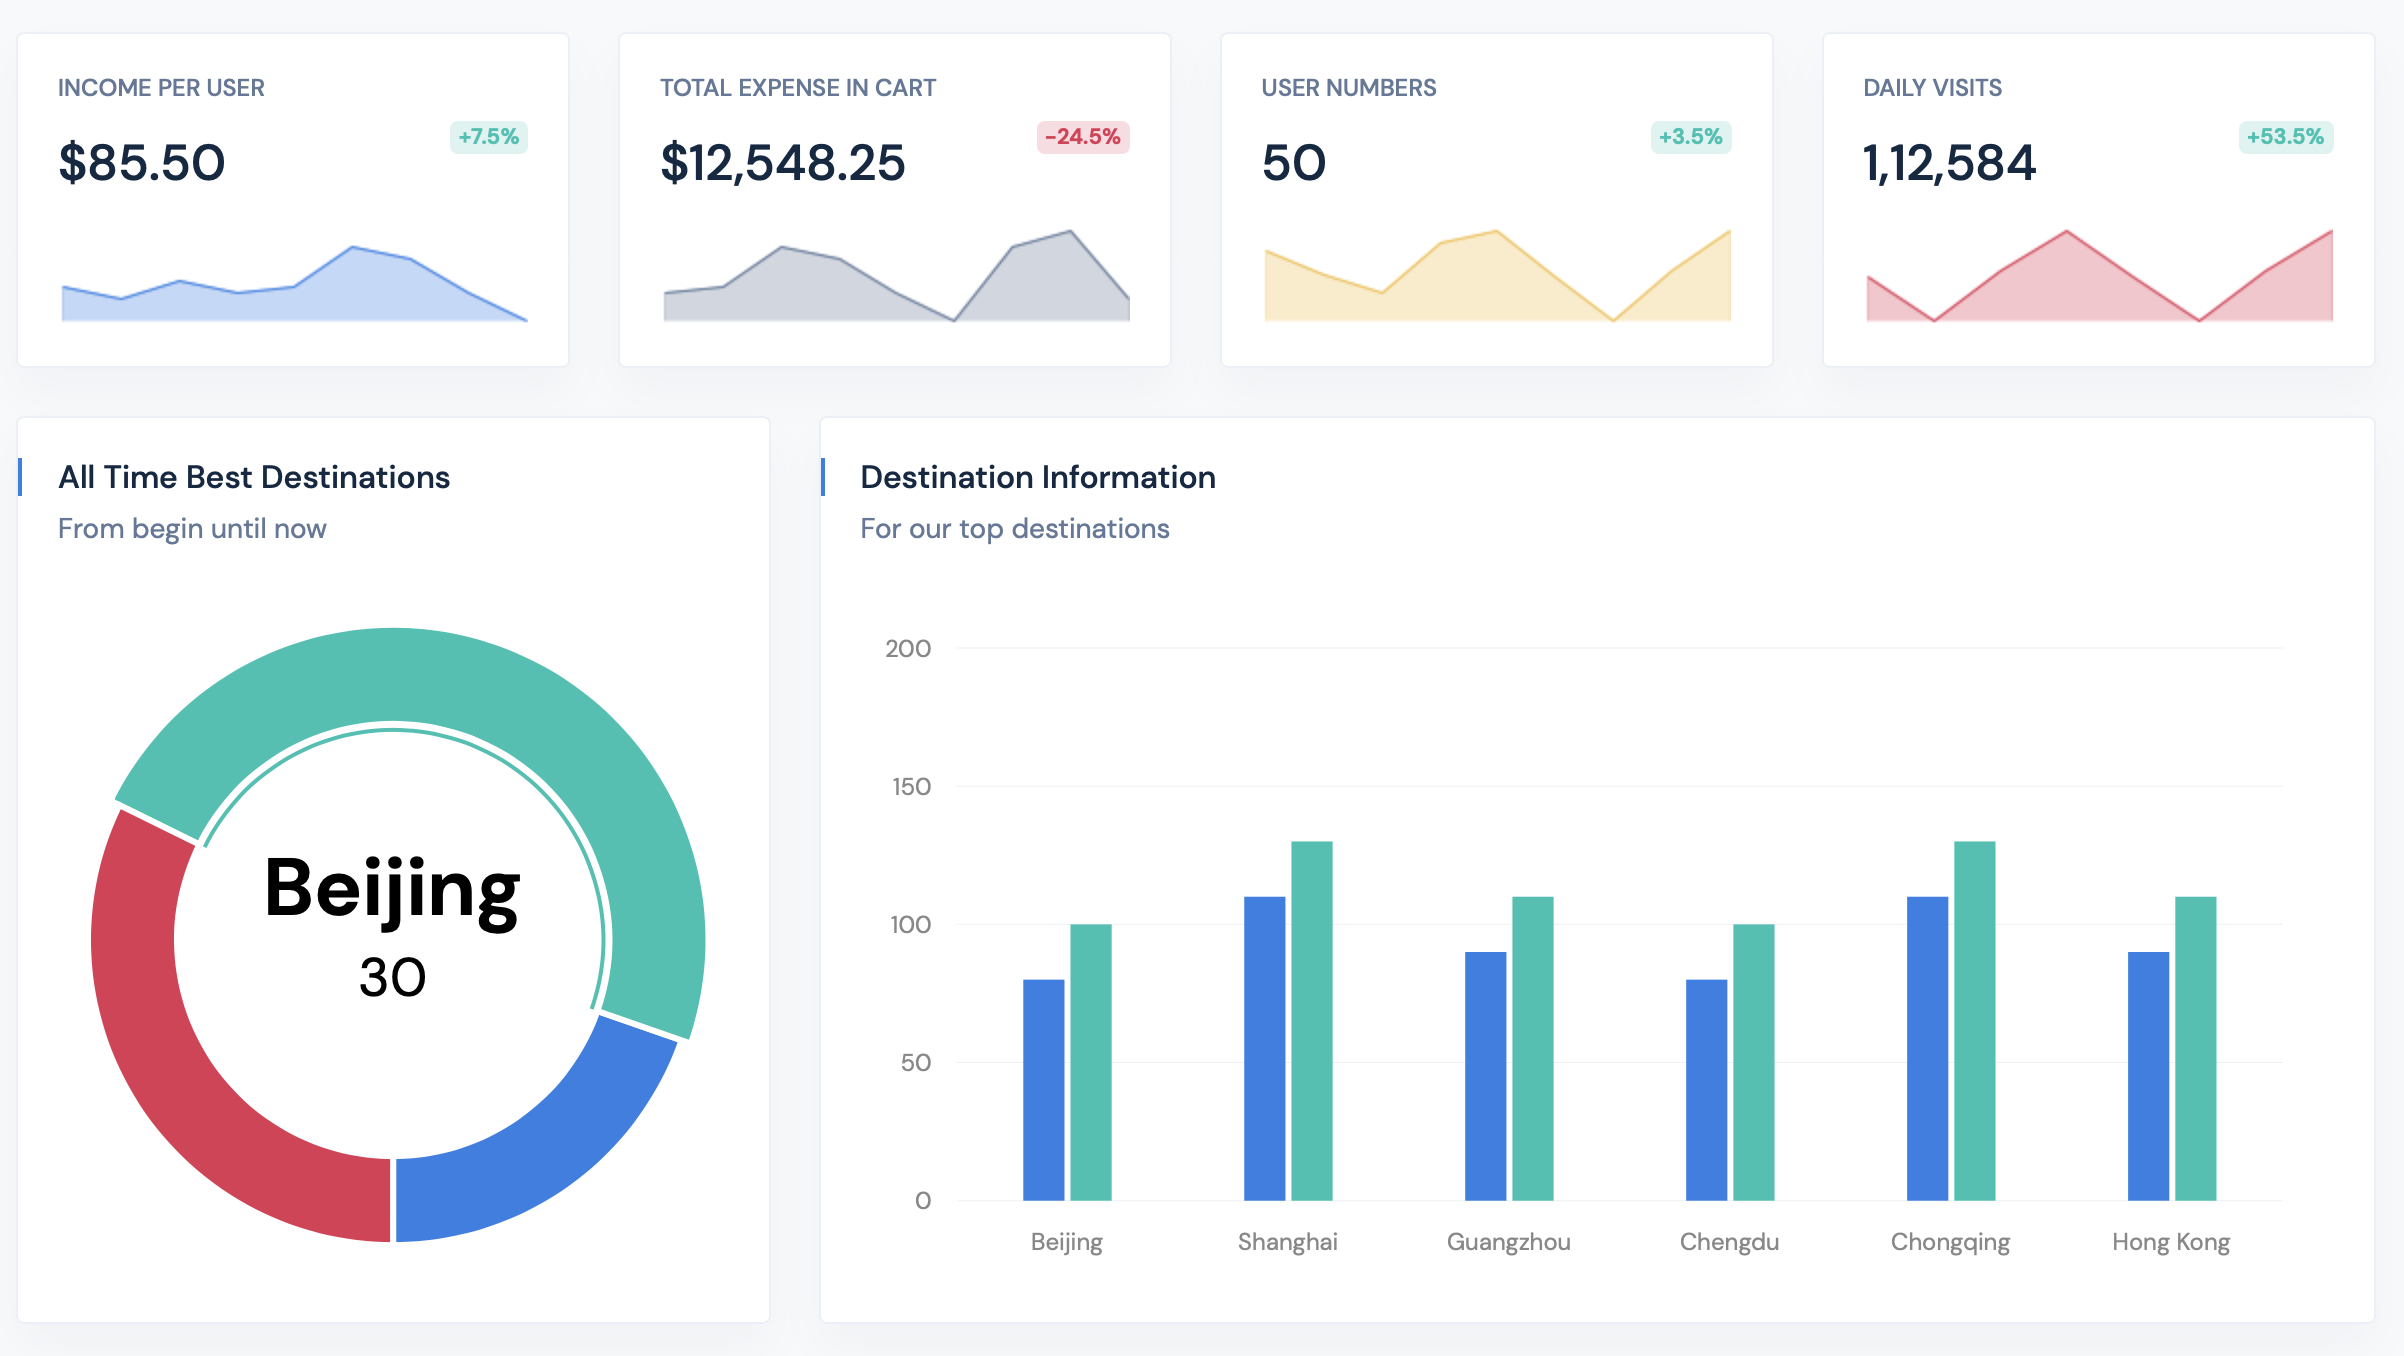 INCOME PER USER
$85.50
+7.5%
TOTAL EXPENSE IN CART
$12,548.25
-24.5%
USER NUMBERS
50
+3.5%
DAILY VISITS
1,12,584
+53.5%
All Time Best Destinations
From begin until now
Beijing
30
Destination Information
For our top destinations
200
150
100
50
0
Beijing
Shanghai
Guangzhou
Chengdu
Chongqing
Hong Kong